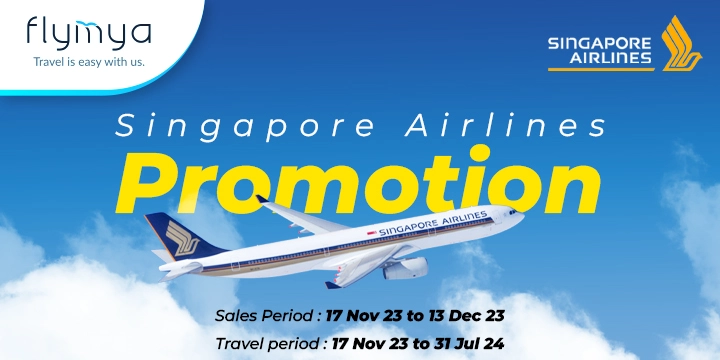 flymya
Travel is easy with us.
SINGAPORE
AIRLINES
Singapore Airlines
Promotion
SINGAPORE AIRLINES
Sales Period : 17 Nov 23 to 13 Dec 23
Travel period : 17 Nov 23 to 31 Jul 24